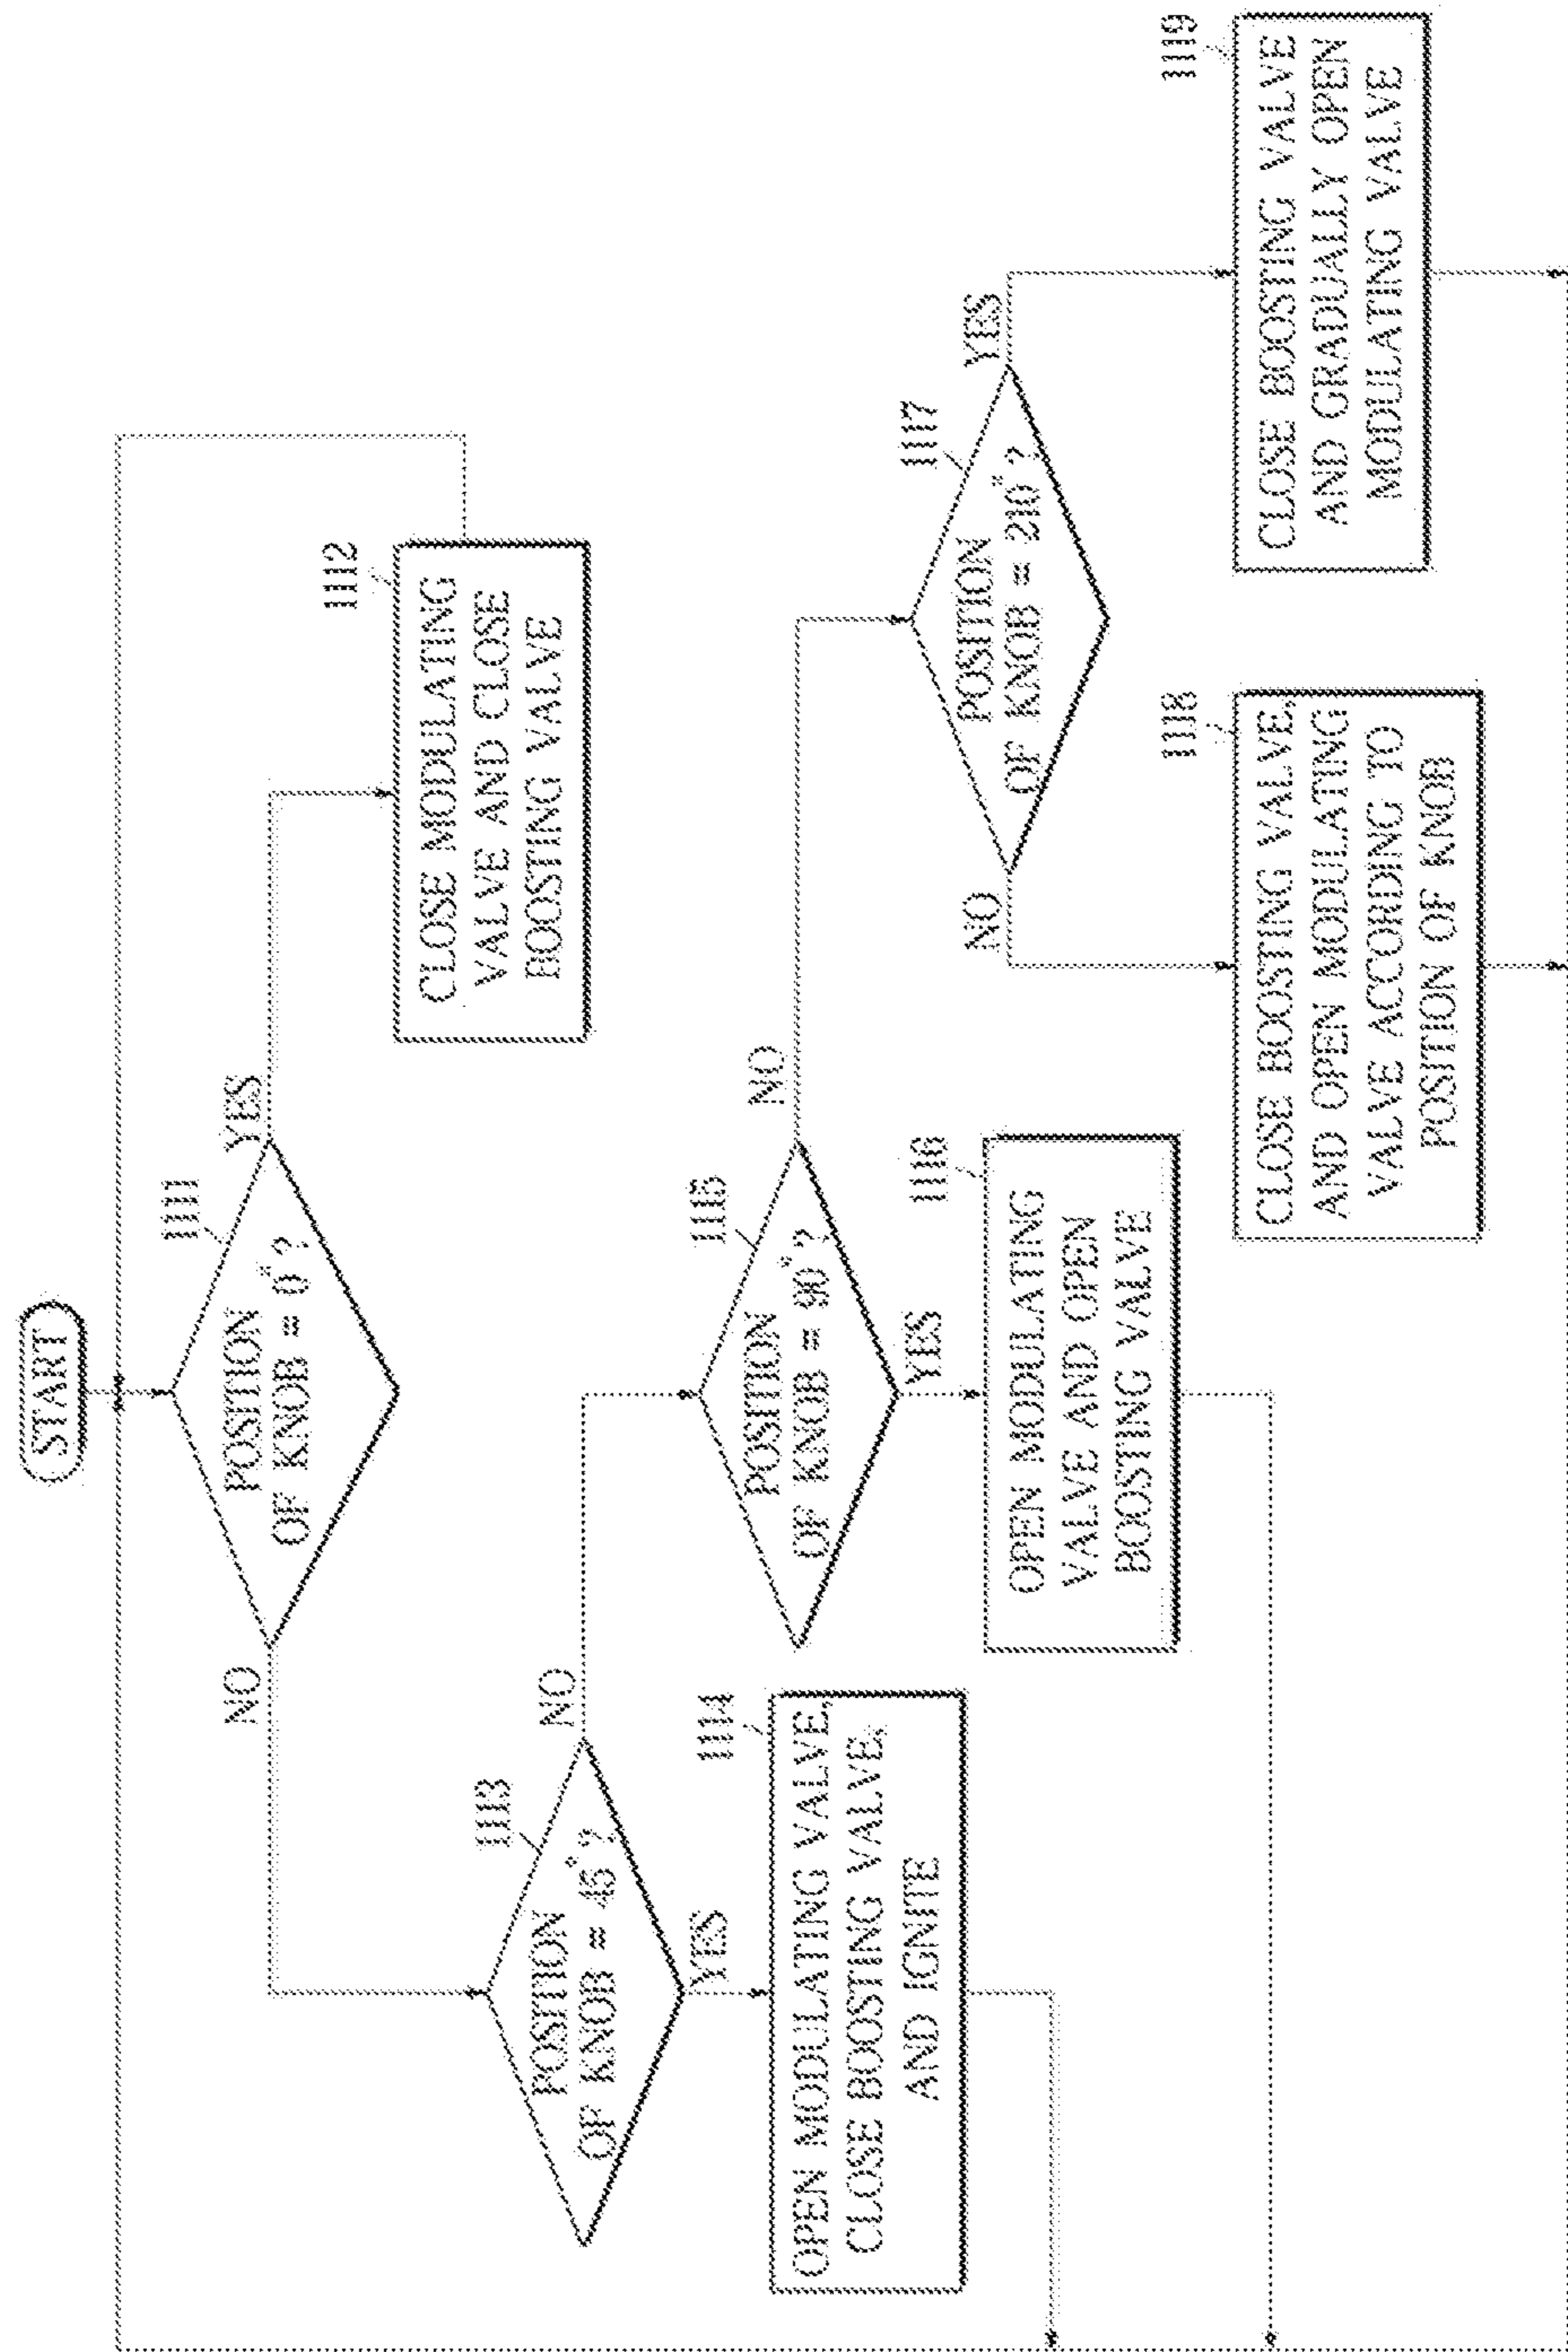 START
1111
POSITION
OF KNOB = 0° ?
YES
NO
1112
CLOSE MODULATING
VALVE AND CLOSE
BOOSTING VALVE
1113
POSITION
OF KNOB = 45° ?
NO
YES
1114
OPEN MODULATING VALVE,
CLOSE BOOSTING VALVE,
AND IGNITE
1115
POSITION
OF KNOB = 90° ?
NO
YES
1116
OPEN MODULATING
VALVE AND OPEN
BOOSTING VALVE
1117
POSITION
OF KNOB = 210° ?
YES
NO
1118
CLOSE BOOSTING VALVE,
AND OPEN MODULATING
VALVE ACCORDING TO
POSITION OF KNOB
1119
CLOSE BOOSTING VALVE
AND GRADUALLY OPEN
MODULATING VALVE